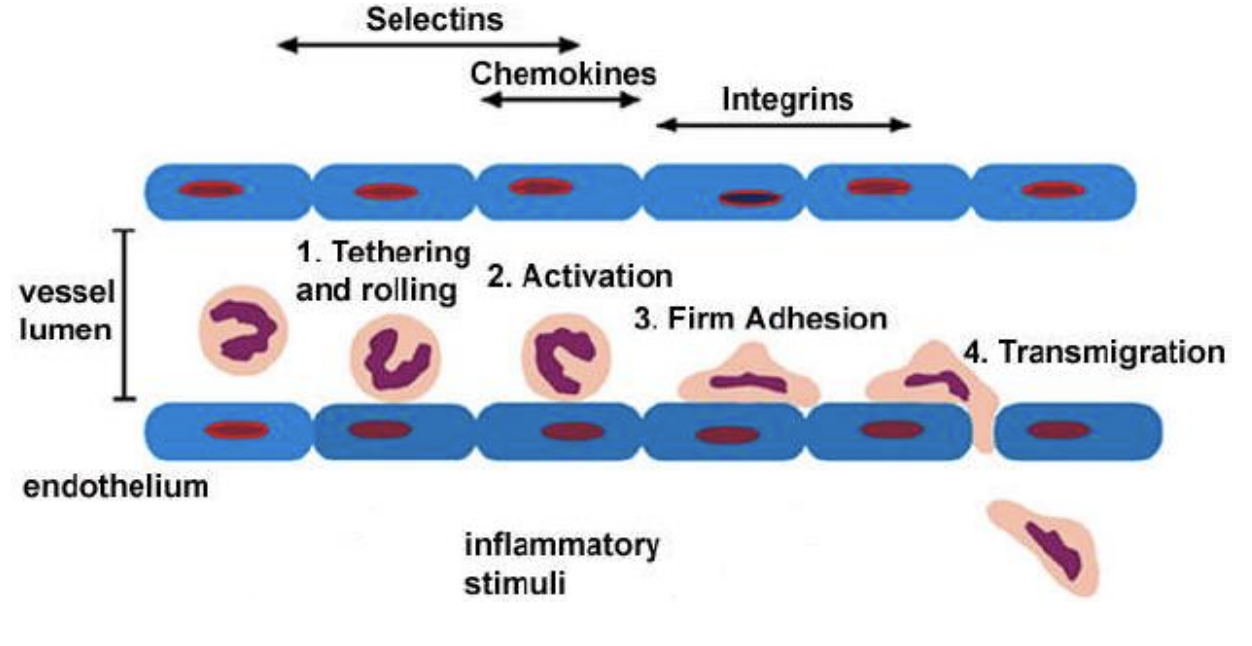 Selectins
Chemokines
Integrins
1. Tethering
and rolling
2. Activation
3. Firm Adhesion
4. Transmigration
vessel
lumen
endothelium
inflammatory
stimuli